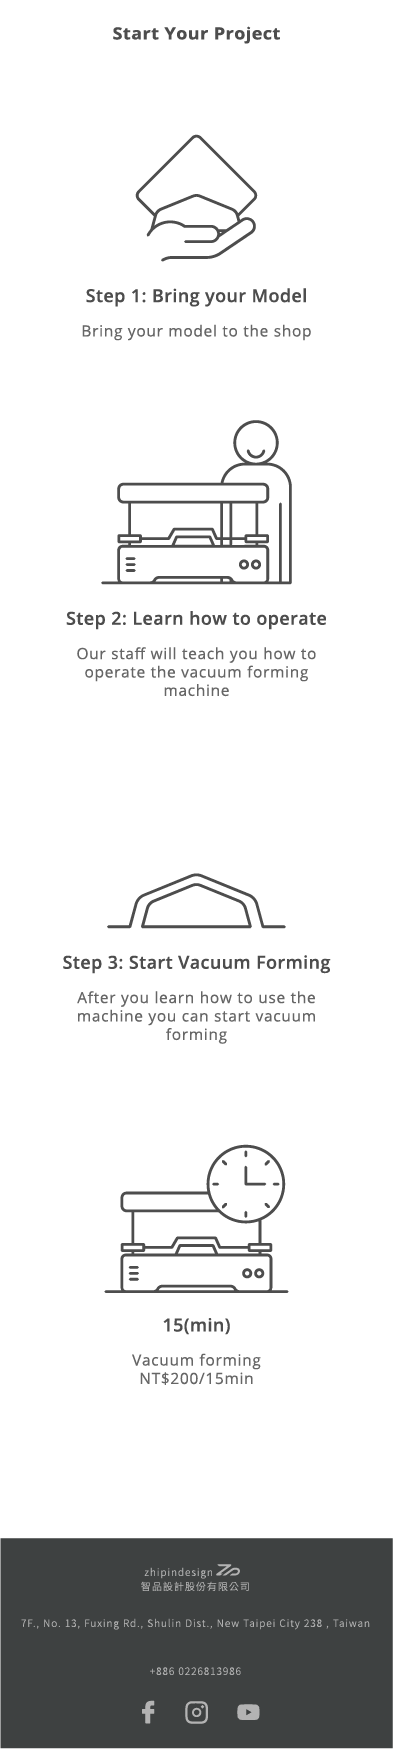 Start Your Project
Step 1: Bring your Model
Bring your model to the shop
Step 2: Learn how to operate
Our staff will teach you how to
operate the vacuum forming
machine
Step 3: Start Vacuum Forming
After you learn how to use the
machine you can start vacuum
forming
15(min)
Vacuum forming
NT$200/15min
zhipindesign
智品設計股份有限公司
7F., No. 13, Fuxing Rd., Shulin Dist., New Taipei City 238 , Taiwan
+886 0226813986